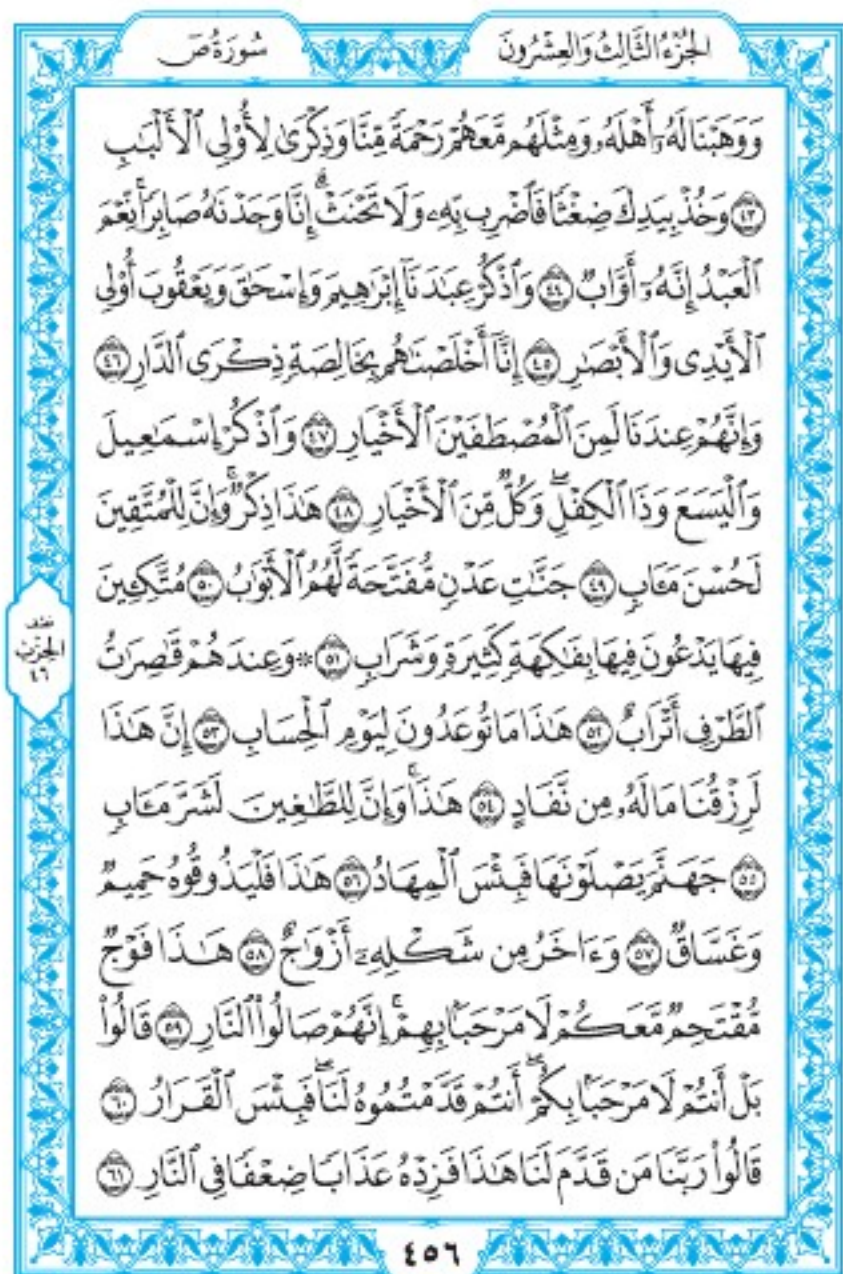 الجُزْءُ الثَّالِثُ وَالعِشْرُونَ
سُورَةُ صٓ
وَوَهَبْنَا لَهُۥٓ أَهْلَهُۥ وَمِثْلَهُم مَّعَهُمْ رَحْمَةً مِّنَّا وَذِكْرَىٰ لِأُو۟لِى ٱلْأَلْبَٰبِ
٤٣ وَخُذْ بِيَدِكَ ضِغْثًا فَٱضْرِب بِّهِۦ وَلَا تَحْنَثْ ۗ إِنَّا وَجَدْنَٰهُ صَابِرًا ۚ نِّعْمَ
ٱلْعَبْدُ إِنَّهُۥٓ أَوَّابٌ ٤٤ وَٱذْكُرْ عِبَٰدَنَآ إِبْرَٰهِيمَ وَإِسْحَٰقَ وَيَعْقُوبَ أُو۟لِى
ٱلْأَيْدِى وَٱلْأَبْصَٰرِ ٤٥ إِنَّآ أَخْلَصْنَٰهُم بِخَالِصَةٍ ذِكْرَى ٱلدَّارِ ٤٦
وَإِنَّهُمْ عِندَنَا لَمِنَ ٱلْمُصْطَفَيْنَ ٱلْأَخْيَارِ ٤٧ وَٱذْكُرْ إِسْمَٰعِيلَ
وَٱلْيَسَعَ وَذَا ٱلْكِفْلِ ۖ وَكُلٌّ مِّنَ ٱلْأَخْيَارِ ٤٨ هَٰذَا ذِكْرٌ ۚ وَإِنَّ لِلْمُتَّقِينَ
لَحُسْنَ مَـَٔابٍ ٤٩ جَنَّٰتِ عَدْنٍ مُّفَتَّحَةً لَّهُمُ ٱلْأَبْوَٰبُ ٥٠ مُتَّكِـِٔينَ
فِيهَا يَدْعُونَ فِيهَا بِفَٰكِهَةٍ كَثِيرَةٍ وَشَرَابٍ ٥١ ۞ وَعِندَهُمْ قَٰصِرَٰتُ
ٱلطَّرْفِ أَتْرَابٌ ٥٢ هَٰذَا مَا تُوعَدُونَ لِيَوْمِ ٱلْحِسَابِ ٥٣ إِنَّ هَٰذَا
لَرِزْقُنَا مَا لَهُۥ مِن نَّفَادٍ ٥٤ هَٰذَا ۚ وَإِنَّ لِلطَّٰغِينَ لَشَرَّ مَـَٔابٍ
٥٥ جَهَنَّمَ يَصْلَوْنَهَا فَبِئْسَ ٱلْمِهَادُ ٥٦ هَٰذَا فَلْيَذُوقُوهُ حَمِيمٌ
وَغَسَّاقٌ ٥٧ وَءَاخَرُ مِن شَكْلِهِۦٓ أَزْوَٰجٌ ٥٨ هَٰذَا فَوْجٌ
مُّقْتَحِمٌ مَّعَكُمْ ۖ لَا مَرْحَبًۢا بِهِمْ ۚ إِنَّهُمْ صَالُوا۟ ٱلنَّارِ ٥٩ قَالُوا۟
بَلْ أَنتُمْ لَا مَرْحَبًۢا بِكُمْ ۖ أَنتُمْ قَدَّمْتُمُوهُ لَنَا ۖ فَبِئْسَ ٱلْقَرَارُ ٦٠
قَالُوا۟ رَبَّنَا مَن قَدَّمَ لَنَا هَٰذَا فَزِدْهُ عَذَابًا ضِعْفًا فِى ٱلنَّارِ ٦١
الحِزْب
٤٦
٤٥٦